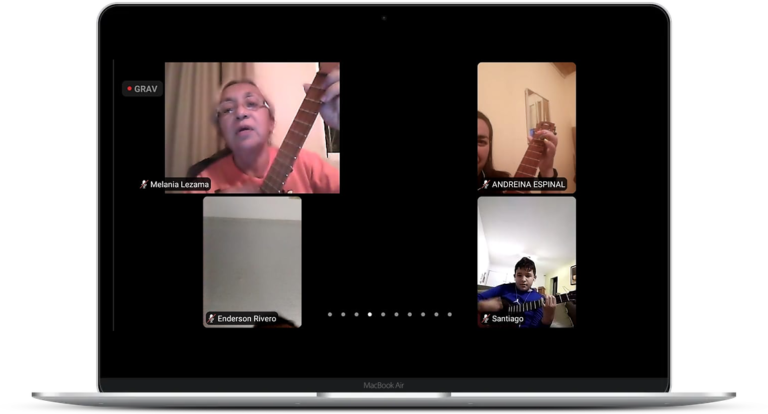 GRAV
Melania Lezama
ANDREINA ESPINAL
Enderson Rivero
Santiago
MacBook Air